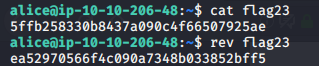 alice@ip-10-10-206-48:~$ cat flag23
5ffb258330b8437a090c4f66507925ae
alice@ip-10-10-206-48:~$ rev flag23
ea52970566f4c090a7348b033852bff5